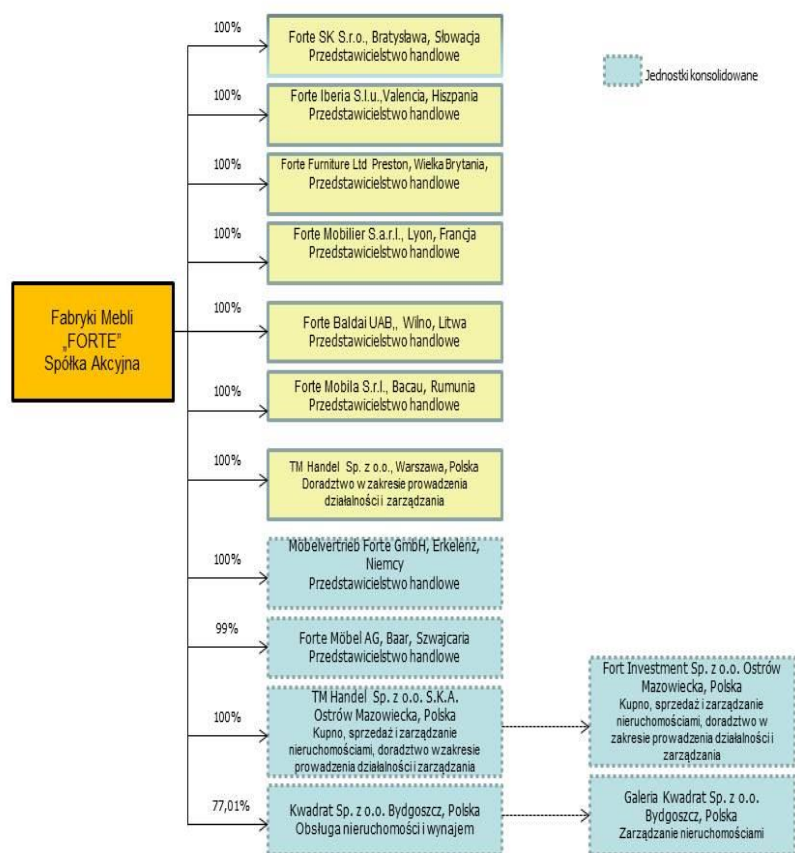 100%
Forte SK S.r.o., Bratysława, Słowacja
Przedstawicielstwo handlowe
Jednostki konsolidowane
100%
Forte Iberia S.l.u.,Valencia, Hiszpania
Przedstawicielstwo handlowe
100%
Forte Furniture Ltd Preston, Wielka Brytania,
Przedstawicielstwo handlowe
100%
Forte Mobilier S.a.r.l., Lyon, Francja
Przedstawicielstwo handlowe
Fabryki Mebli
„FORTE”
Spółka Akcyjna
100%
Forte Baldai UAB,, Wilno, Litwa
Przedstawicielstwo handlowe
100%
Forte Mobila S.r.l., Bacau, Rumunia
Przedstawicielstwo handlowe
100%
TM Handel Sp. z o.o., Warszawa, Polska
Doradztwo w zakresie prowadzenia
działalności i zarządzania
100%
Möbelvertrieb Forte GmbH, Erkelenz,
Niemcy
Przedstawicielstwo handlowe
99%
Forte Möbel AG, Baar, Szwajcaria
Przedstawicielstwo handlowe
100%
TM Handel Sp. z o.o. S.K.A.
Ostrów Mazowiecka, Polska
Kupno, sprzedaż i zarządzanie
nieruchomościami, doradztwo w zakresie
prowadzenia działalności i zarządzania
Fort Investment Sp. z o.o. Ostrów
Mazowiecka, Polska
Kupno, sprzedaż i zarządzanie
nieruchomościami, doradztwo w
zakresie prowadzenia działalności i
zarządzania
77,01%
Kwadrat Sp. z o.o. Bydgoszcz, Polska
Obsługa nieruchomości i wynajem
Galeria Kwadrat Sp. z o.o.
Bydgoszcz, Polska
Zarządzanie nieruchomościami